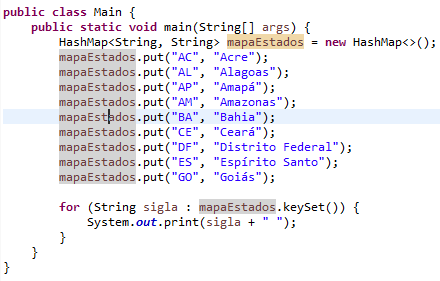 public class Main {
    public static void main(String[] args) {
        HashMap<String, String> mapaEstados = new HashMap<>();
        mapaEstados.put("AC", "Acre");
        mapaEstados.put("AL", "Alagoas");
        mapaEstados.put("AP", "Amapá");
        mapaEstados.put("AM", "Amazonas");
        mapaEstados.put("BA", "Bahia");
        mapaEstados.put("CE", "Ceará");
        mapaEstados.put("DF", "Distrito Federal");
        mapaEstados.put("ES", "Espírito Santo");
        mapaEstados.put("GO", "Goiás");

        for (String sigla : mapaEstados.keySet()) {
            System.out.print(sigla + " ");
        }
    }
}